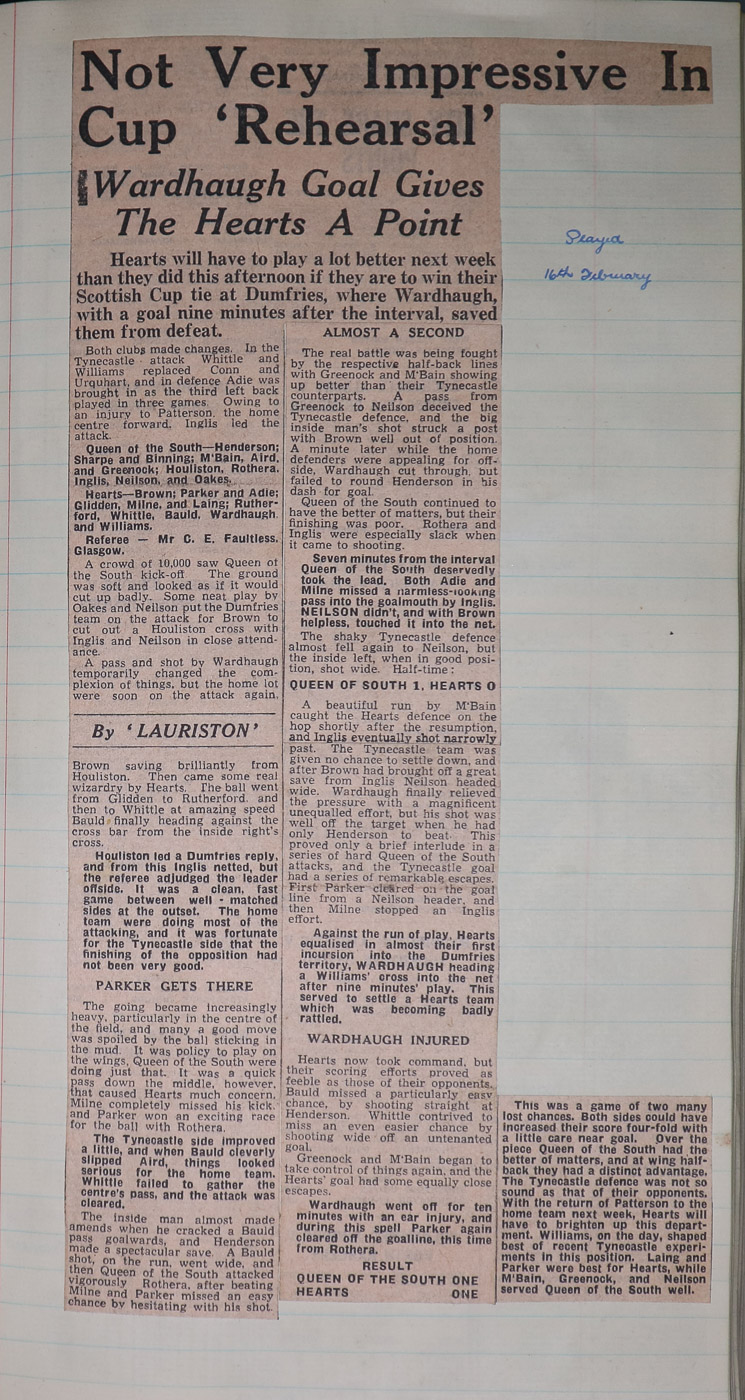 Not Very Impressive In
Cup 'Rehearsal'
Wardhaugh Goal Gives
The Hearts A Point
Played
16th February
Hearts will have to play a lot better next week
than they did this afternoon if they are to win their
Scottish Cup tie at Dumfries, where Wardhaugh,
with a goal nine minutes after the interval, saved
them from defeat.
Both clubs made changes. In the
Tynecastle attack Whittle and
Williams replaced Conn and
Urquhart, and in defence Adie was
brought in as the third left back
played in three games. Owing to
an injury to Patterson, the home
centre forward, Inglis led the
attack.
Queen of the South—Henderson;
Sharpe and Binning; M'Bain, Aird,
and Greenock; Houliston, Rothera,
Inglis, Neilson, and Oakes.
Hearts—Brown; Parker and Adie;
Glidden, Milne, and Laing; Ruther-
ford, Whittle, Bauld, Wardhaugh,
and Williams.
Referee — Mr C. E. Faultless,
Glasgow.
A crowd of 10,000 saw Queen of
the South kick-off. The ground
was soft and looked as if it would
cut up badly. Some neat play by
Oakes and Neilson put the Dumfries
team on the attack for Brown to
cut out a Houliston cross with
Inglis and Neilson in close attend-
ance.
A pass and shot by Wardhaugh
temporarily changed the com-
plexion of things, but the home lot
were soon on the attack again,
By 'LAURISTON'
Brown saving brilliantly from
Houliston. Then came some real
wizardry by Hearts. The ball went
from Glidden to Rutherford, and
then to Whittle at amazing speed
Bauld finally heading against the
cross bar from the inside right's
cross.
Houliston led a Dumfries reply,
and from this Inglis netted, but
the referee adjudged the leader
offside. It was a clean, fast
game between well - matched
sides at the outset. The home
team were doing most of the
attacking, and it was fortunate
for the Tynecastle side that the
finishing of the opposition had
not been very good.
PARKER GETS THERE
The going became increasingly
heavy, particularly in the centre of
the field, and many a good move
was spoiled by the ball sticking in
the mud. It was policy to play on
the wings, Queen of the South were
doing just that. It was a quick
pass down the middle, however,
that caused Hearts much concern.
Milne completely missed his kick,
and Parker won an exciting race
for the ball with Rothera.
The Tynecastle side improved
a little, and when Bauld cleverly
slipped Aird, things looked
serious for the home team.
Whittle failed to gather the
centre's pass, and the attack was
cleared.
The inside man almost made
amends when he cracked a Bauld
pass goalwards, and Henderson
made a spectacular save. A Bauld
shot, on the run, went wide, and
then Queen of the South attacked
vigorously Rothera, after beating
Milne and Parker missed an easy
chance by hesitating with his shot.
ALMOST A SECOND
The real battle was being fought
by the respective half-back lines
with Greenock and M'Bain showing
up better than their Tynecastle
counterparts. A pass from
Greenock to Neilson deceived the
Tynecastle defence, and the big
inside man's shot struck a post
with Brown well out of position.
A minute later while the home
defenders were appealing for off-
side, Wardhaugh cut through, but
failed to round Henderson in his
dash for goal.
Queen of the South continued to
have the better of matters, but their
finishing was poor. Rothera and
Inglis were especially slack when
it came to shooting.
Seven minutes from the interval
Queen of the South deservedly
took the lead. Both Adie and
Milne missed a harmless-looking
pass into the goalmouth by Inglis.
NEILSON didn't, and with Brown
helpless, touched it into the net.
The shaky Tynecastle defence
almost fell again to Neilson, but
the inside left, when in good posi-
tion, shot wide. Half-time:
QUEEN OF SOUTH 1, HEARTS 0
A beautiful run by M'Bain
caught the Hearts defence on the
hop shortly after the resumption,
and Inglis eventually shot narrowly
past. The Tynecastle team was
given no chance to settle down, and
after Brown had brought off a great
save from Inglis Neilson headed
wide. Wardhaugh finally relieved
the pressure with a magnificent
unequalled effort, but his shot was
well off the target when he had
only Henderson to beat. This
proved only a brief interlude in a
series of hard Queen of the South
attacks, and the Tynecastle goal
had a series of remarkable escapes.
First Parker cleared on the goal
line from a Neilson header, and
then Milne stopped an Inglis
effort.
Against the run of play, Hearts
equalised in almost their first
incursion into the Dumfries
territory, WARDHAUGH heading
a Williams' cross into the net
after nine minutes' play. This
served to settle a Hearts team
which was becoming badly
rattled.
WARDHAUGH INJURED
Hearts now took command, but
their scoring efforts proved as
feeble as those of their opponents.
Bauld missed a particularly easy
chance, by shooting straight at
Henderson. Whittle contrived to
miss an even easier chance by
shooting wide off an untenanted
goal.
Greenock and M'Bain began to
take control of things again, and the
Hearts' goal had some equally close
escapes.
Wardhaugh went off for ten
minutes with an ear injury, and
during this spell Parker again
cleared off the goalline, this time
from Rothera.
RESULT
QUEEN OF THE SOUTH ONE
HEARTS ONE
This was a game of two many
lost chances. Both sides could have
increased their score four-fold with
a little care near goal. Over the
piece Queen of the South had the
better of matters, and at wing half-
back they had a distinct advantage.
The Tynecastle defence was not so
sound as that of their opponents.
With the return of Patterson to the
home team next week, Hearts will
have to brighten up this depart-
ment. Williams, on the day, shaped
best of recent Tynecastle experi-
ments in this position. Laing and
Parker were best for Hearts, while
M'Bain, Greenock, and Neilson
served Queen of the South well.